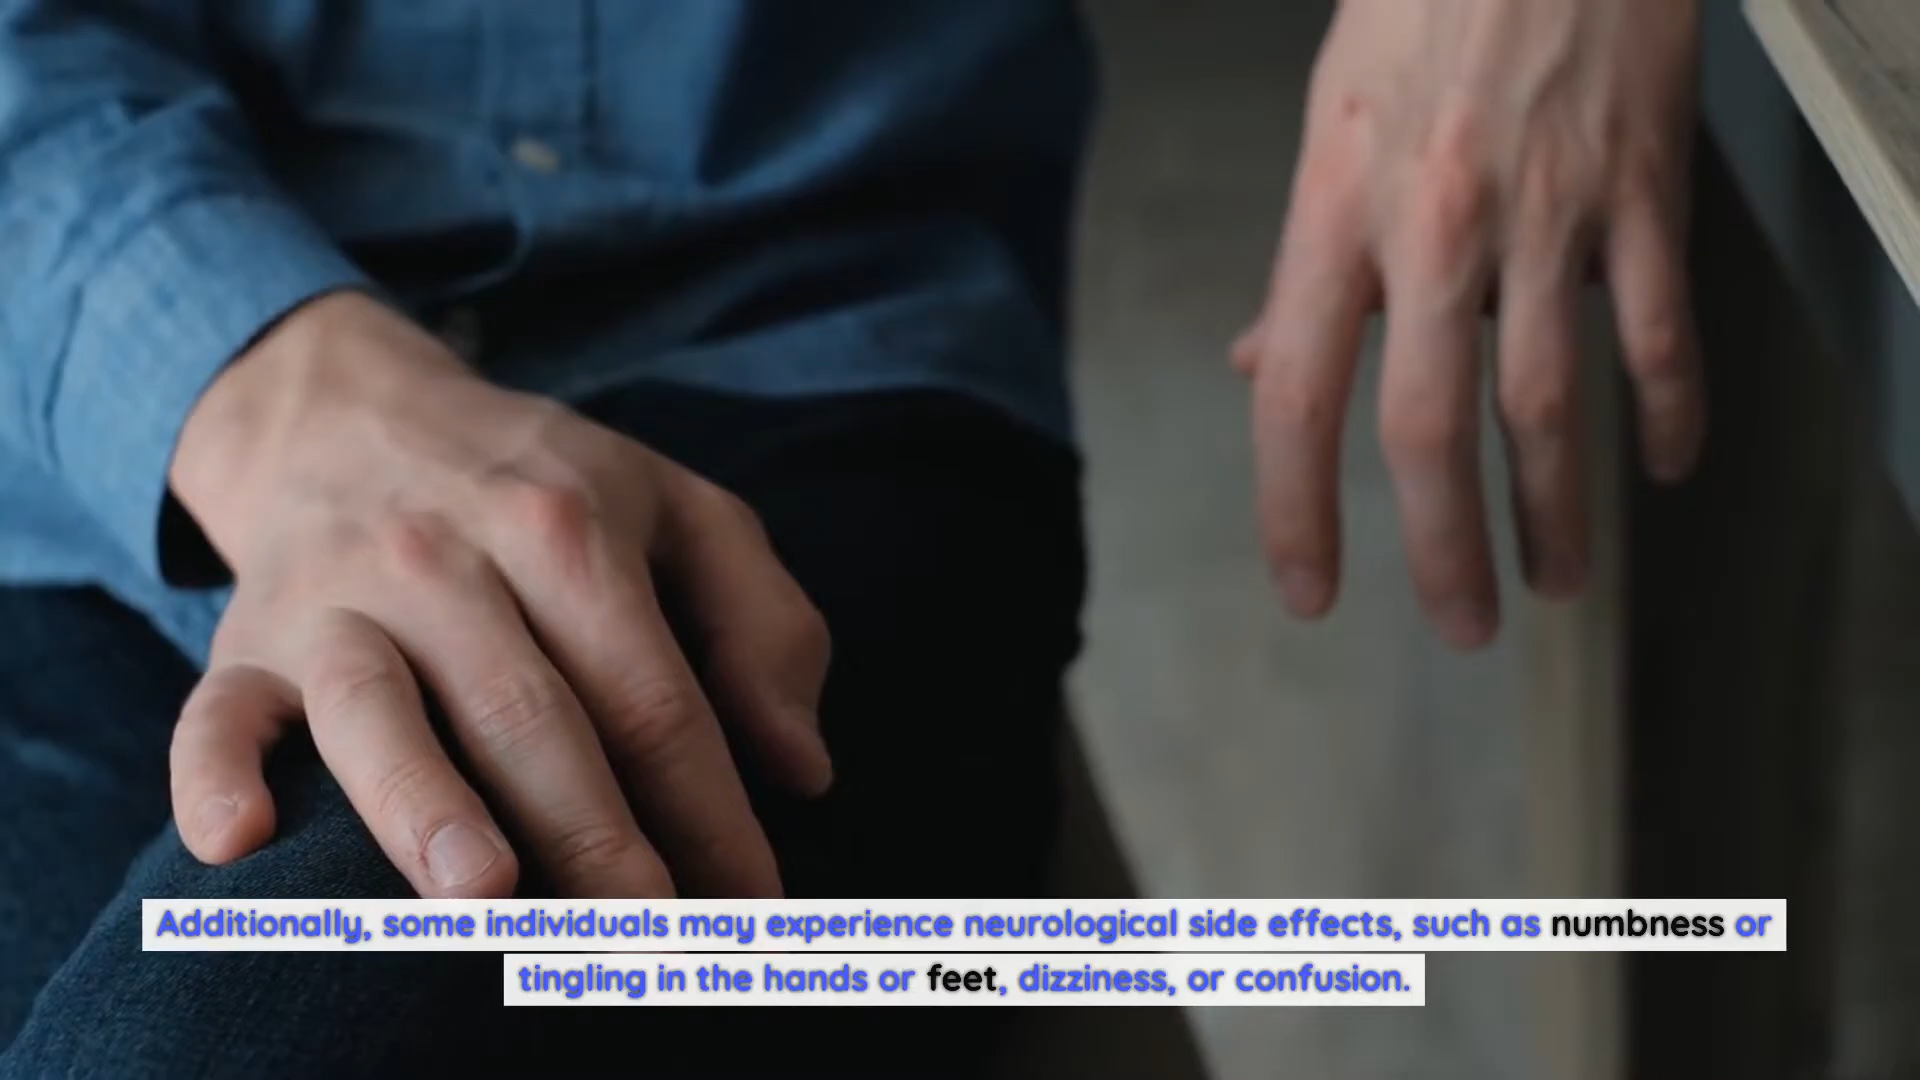 Additionally, some individuals may experience neurological side effects, such as numbness or
tingling in the hands or feet, dizziness, or confusion.